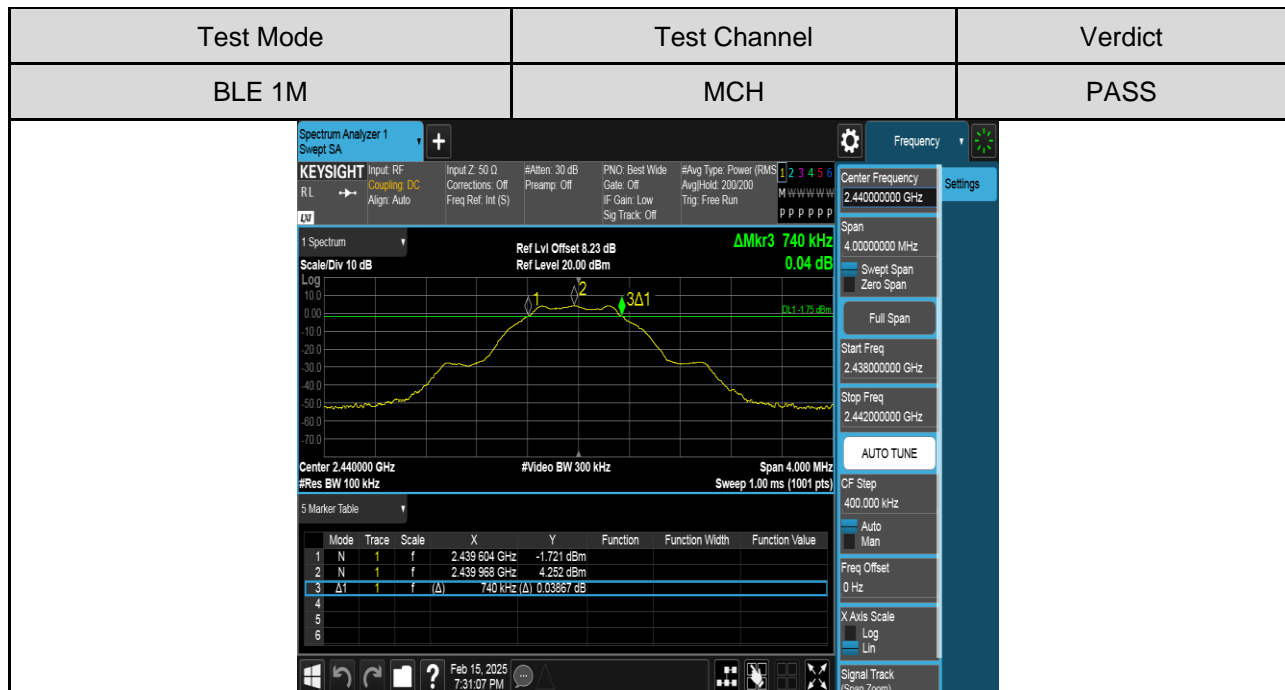 Test Mode Test Channel Verdict
BLE 1M MCH PASS
Spectrum Analyzer 1
Swept SA
+
Frequency
KEYSIGHT Input: RF Input Z: 50 Ω #Atten: 30 dB PNO: Best Wide #Avg Type: Power (RMS 1 2 3 4 5 6
R L Coupling: DC Corrections: Off Preamp: Off Gate: Off Avg|Hold: 200/200 M W W W W W
Align: Auto Freq Ref: Int (S) IF Gain: Low Trig: Free Run
LXI Sig Track: Off P P P P P P
Center Frequency
2.440000000 GHz
Settings
1 Spectrum
Scale/Div 10 dB
Ref Lvl Offset 8.23 dB
Ref Level 20.00 dBm
ΔMkr3 740 kHz
0.04 dB
Log
10.0
0.00
-10.0
-20.0
-30.0
-40.0
-50.0
-60.0
-70.0
1
2
3Δ1
DL1 -1.75 dBm
Center 2.440000 GHz #Video BW 300 kHz Span 4.000 MHz
#Res BW 100 kHz Sweep 1.00 ms (1001 pts)
Span
4.00000000 MHz
Swept Span
Zero Span
Full Span
Start Freq
2.438000000 GHz
Stop Freq
2.442000000 GHz
AUTO TUNE
CF Step
400.000 kHz
Auto
Man
Freq Offset
0 Hz
X Axis Scale
Log
Lin
Signal Track
(Span Zoom)
5 Marker Table
Mode Trace Scale X Y Function Function Width Function Value
1 N 1 f 2.439 604 GHz -1.721 dBm
2 N 1 f 2.439 968 GHz 4.252 dBm
3 Δ1 1 f (Δ) 740 kHz (Δ) 0.03867 dB
4
5
6
?
Feb 15, 2025
7:31:07 PM